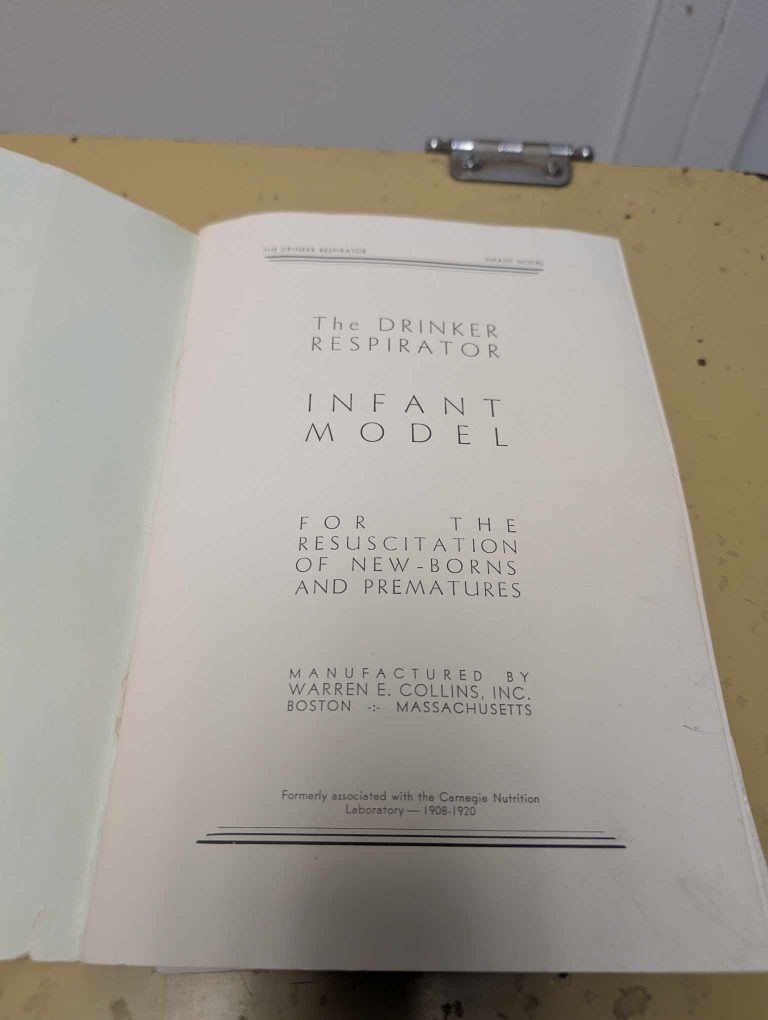 THE DRINKER RESPIRATOR INFANT MODEL
The DRINKER
RESPIRATOR
INFANT
MODEL
FOR THE
RESUSCITATION
OF NEW-BORNS
AND PREMATURES
MANUFACTURED BY
WARREN E. COLLINS, INC.
BOSTON -:- MASSACHUSETTS
Formerly associated with the Carnegie Nutrition
Laboratory — 1908-1920